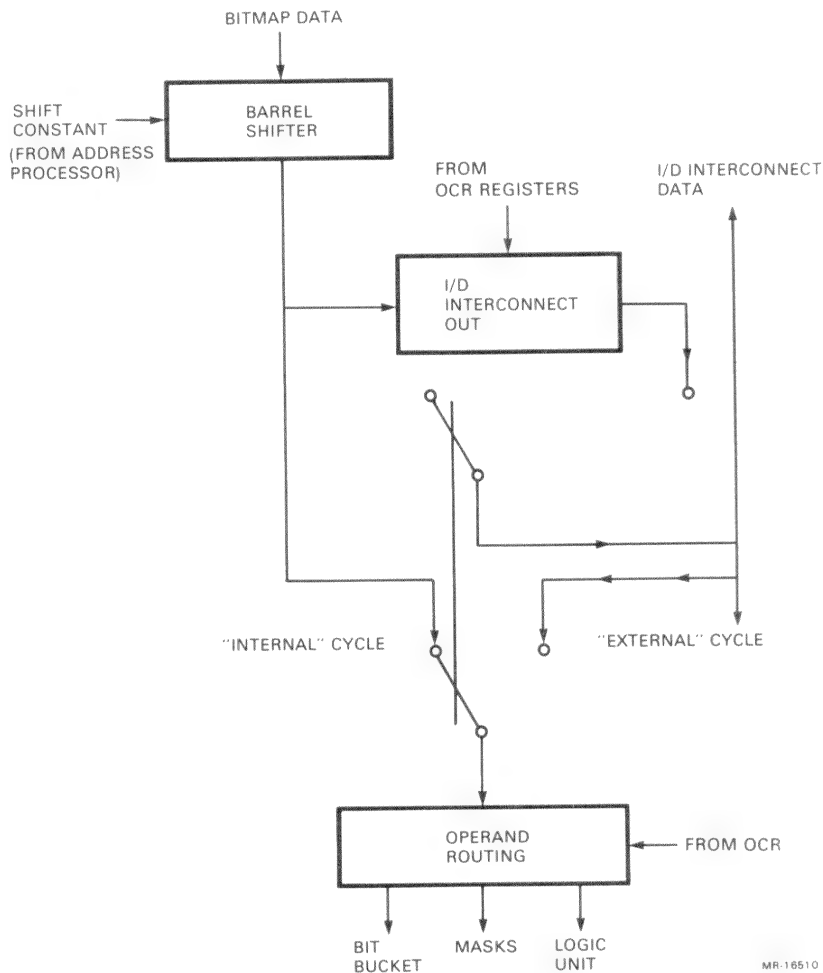 BITMAP DATA
SHIFT
CONSTANT
(FROM ADDRESS
PROCESSOR)
BARREL
SHIFTER
FROM
OCR REGISTERS
I/D INTERCONNECT
DATA
I/D
INTERCONNECT
OUT
"INTERNAL" CYCLE
"EXTERNAL" CYCLE
OPERAND
ROUTING
FROM OCR
BIT
BUCKET
MASKS
LOGIC
UNIT
MR-16510